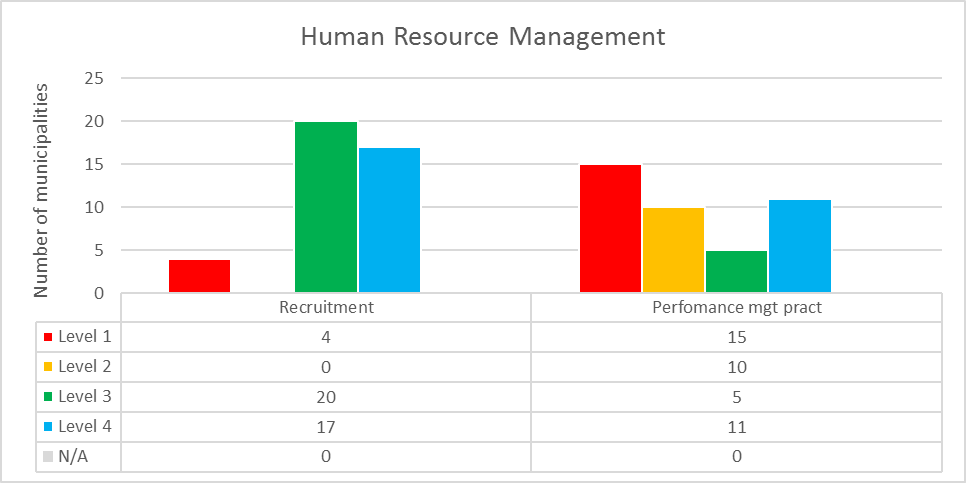 Human Resource Management
Number of municipalities
25
20
15
10
5
0
Recruitment Perfomance mgt pract
Level 1 4 15
Level 2 0 10
Level 3 20 5
Level 4 17 11
N/A 0 0